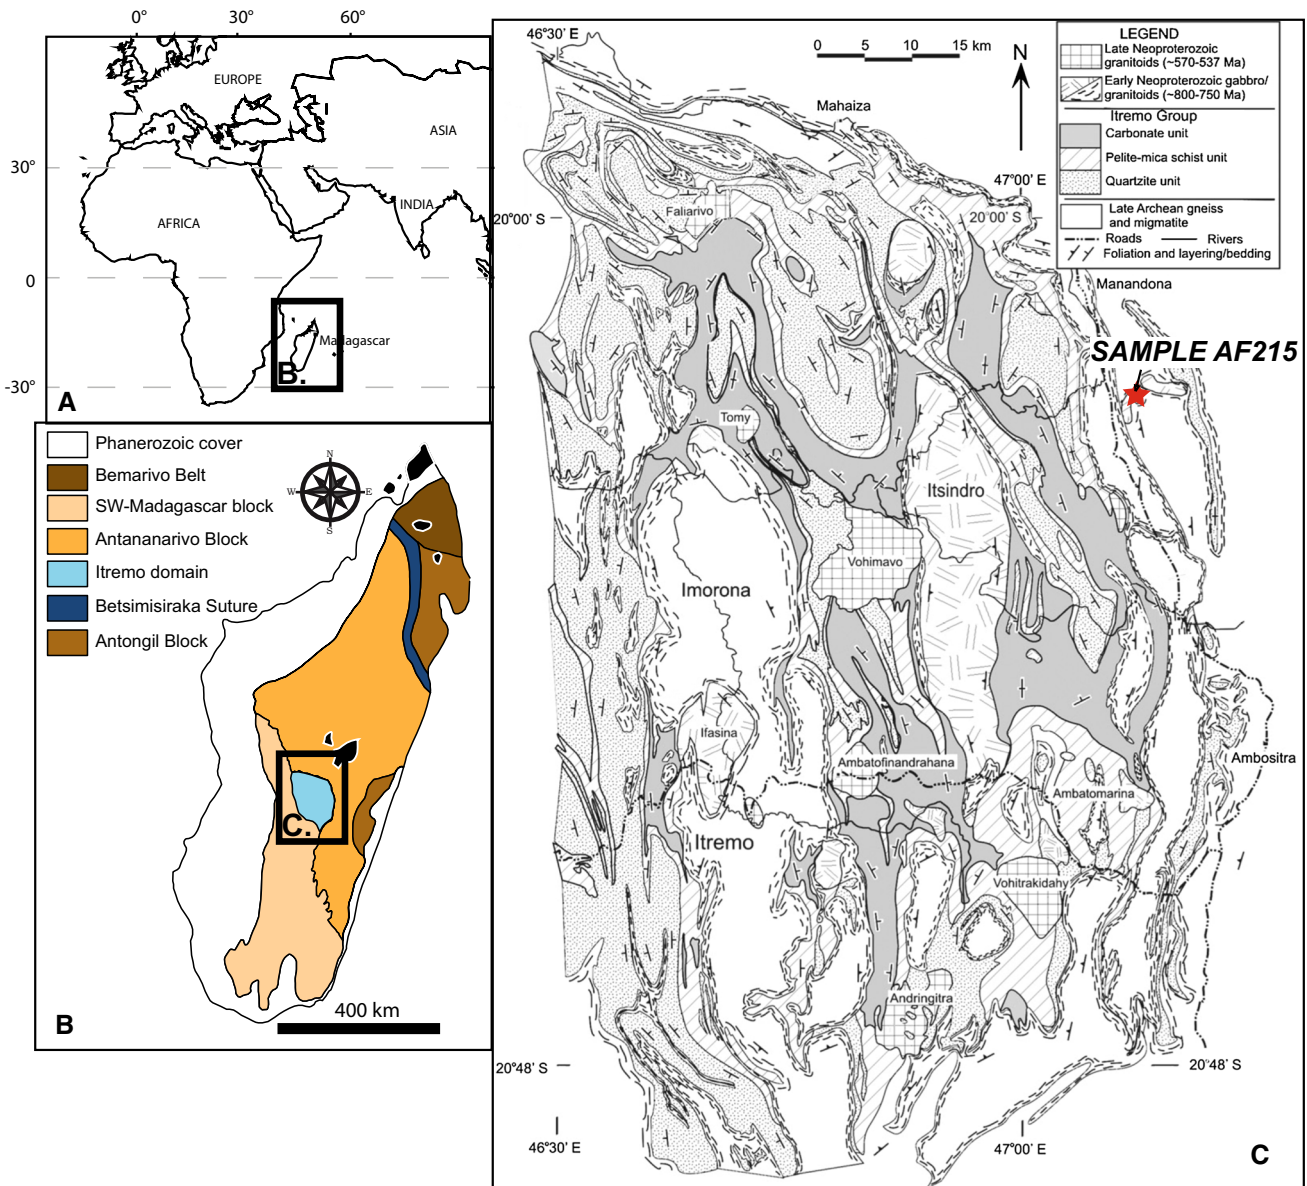 0°
30°
60°
EUROPE
ASIA
30°
INDIA
AFRICA
0
Madagascar
-30°
B.
A
Phanerozoic cover
Bemarivo Belt
SW-Madagascar block
Antananarivo Block
Itremo domain
Betsimisiraka Suture
Antongil Block
N
W
E
S
C.
400 km
B
46°30' E
0 5 10 15 km
N
LEGEND
Late Neoproterozoic
granitoids (~570-537 Ma)
Early Neoproterozoic gabbro/
granitoids (~800-750 Ma)
Itremo Group
Carbonate unit
Pelite-mica schist unit
Quartzite unit
Late Archean gneiss
and migmatite
Roads
Rivers
Foliation and layering/bedding
Mahaiza
47°00' E
20°00' S
Faliarivo
20°00' S
Manandona
SAMPLE AF215
Tomy
Itsindro
Vohimavo
Imorona
Ifasina
Ambatofinandrahana
Ambositra
Ambatomarina
Itremo
Vohitrakidahy
Andringitra
20°48' S
20°48' S
46°30' E
47°00 E
C